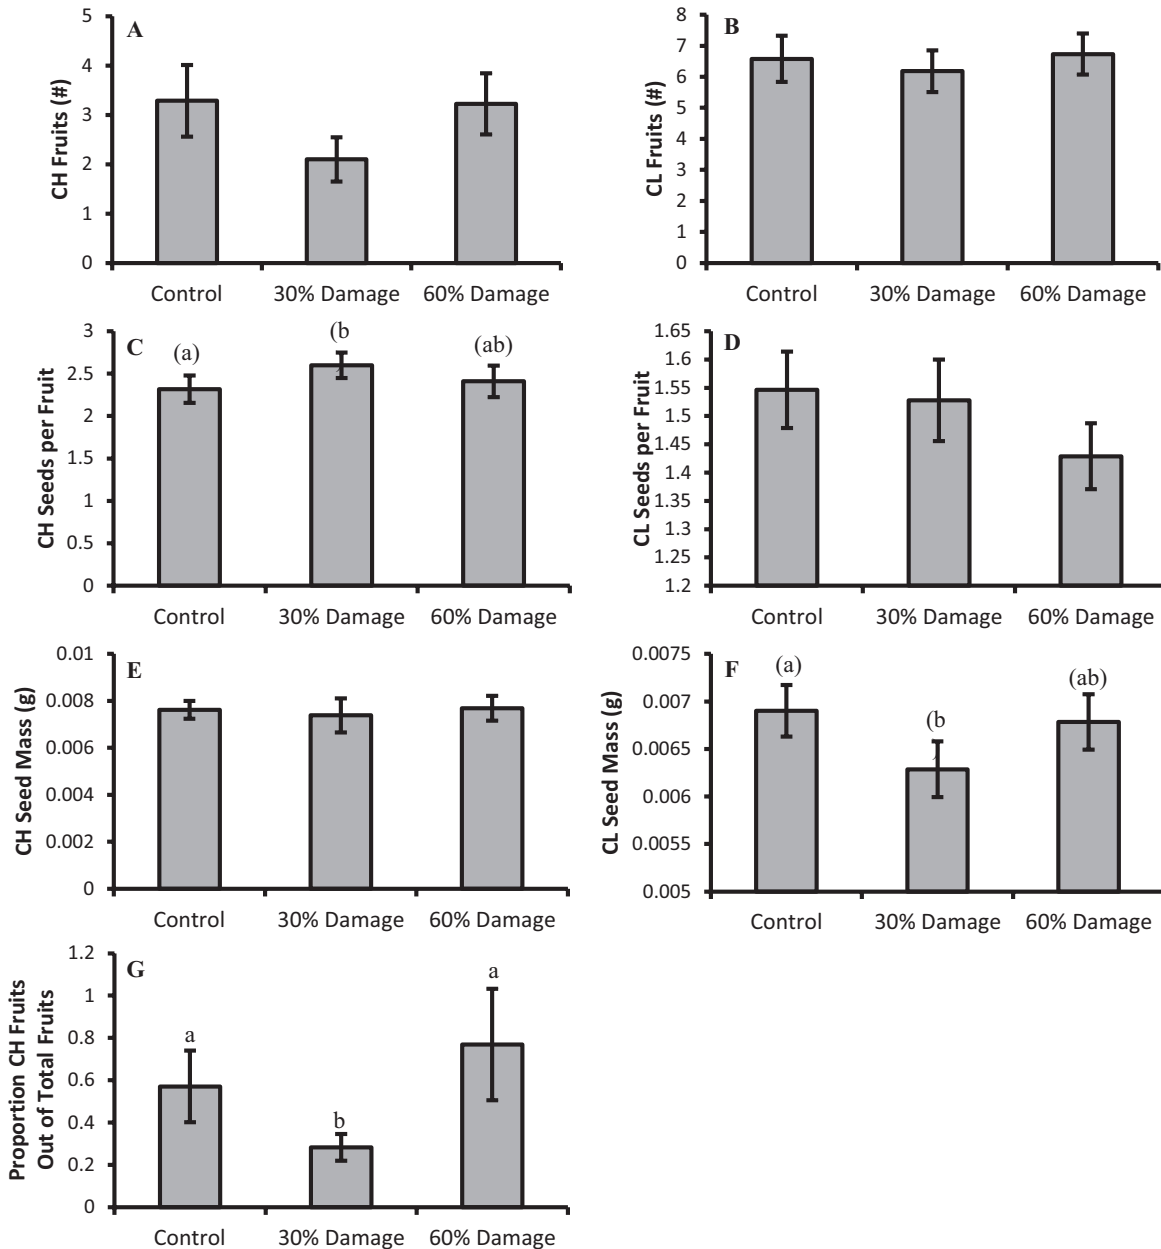 A
CH Fruits (#)
5
4
3
2
1
0
Control 30% Damage 60% Damage
B
CL Fruits (#)
8
7
6
5
4
3
2
1
0
Control 30% Damage 60% Damage
C
CH Seeds per Fruit
3
2.5
2
1.5
1
0.5
0
(a) (b) (ab)
Control 30% Damage 60% Damage
D
CL Seeds per Fruit
1.65
1.6
1.55
1.5
1.45
1.4
1.35
1.3
1.25
1.2
Control 30% Damage 60% Damage
E
CH Seed Mass (g)
0.01
0.008
0.006
0.004
0.002
0
Control 30% Damage 60% Damage
F
CL Seed Mass (g)
0.0075
0.007
0.0065
0.006
0.0055
0.005
(a) (b) (ab)
Control 30% Damage 60% Damage
G
Proportion CH Fruits
Out of Total Fruits
1.2
1
0.8
0.6
0.4
0.2
0
a b a
Control 30% Damage 60% Damage